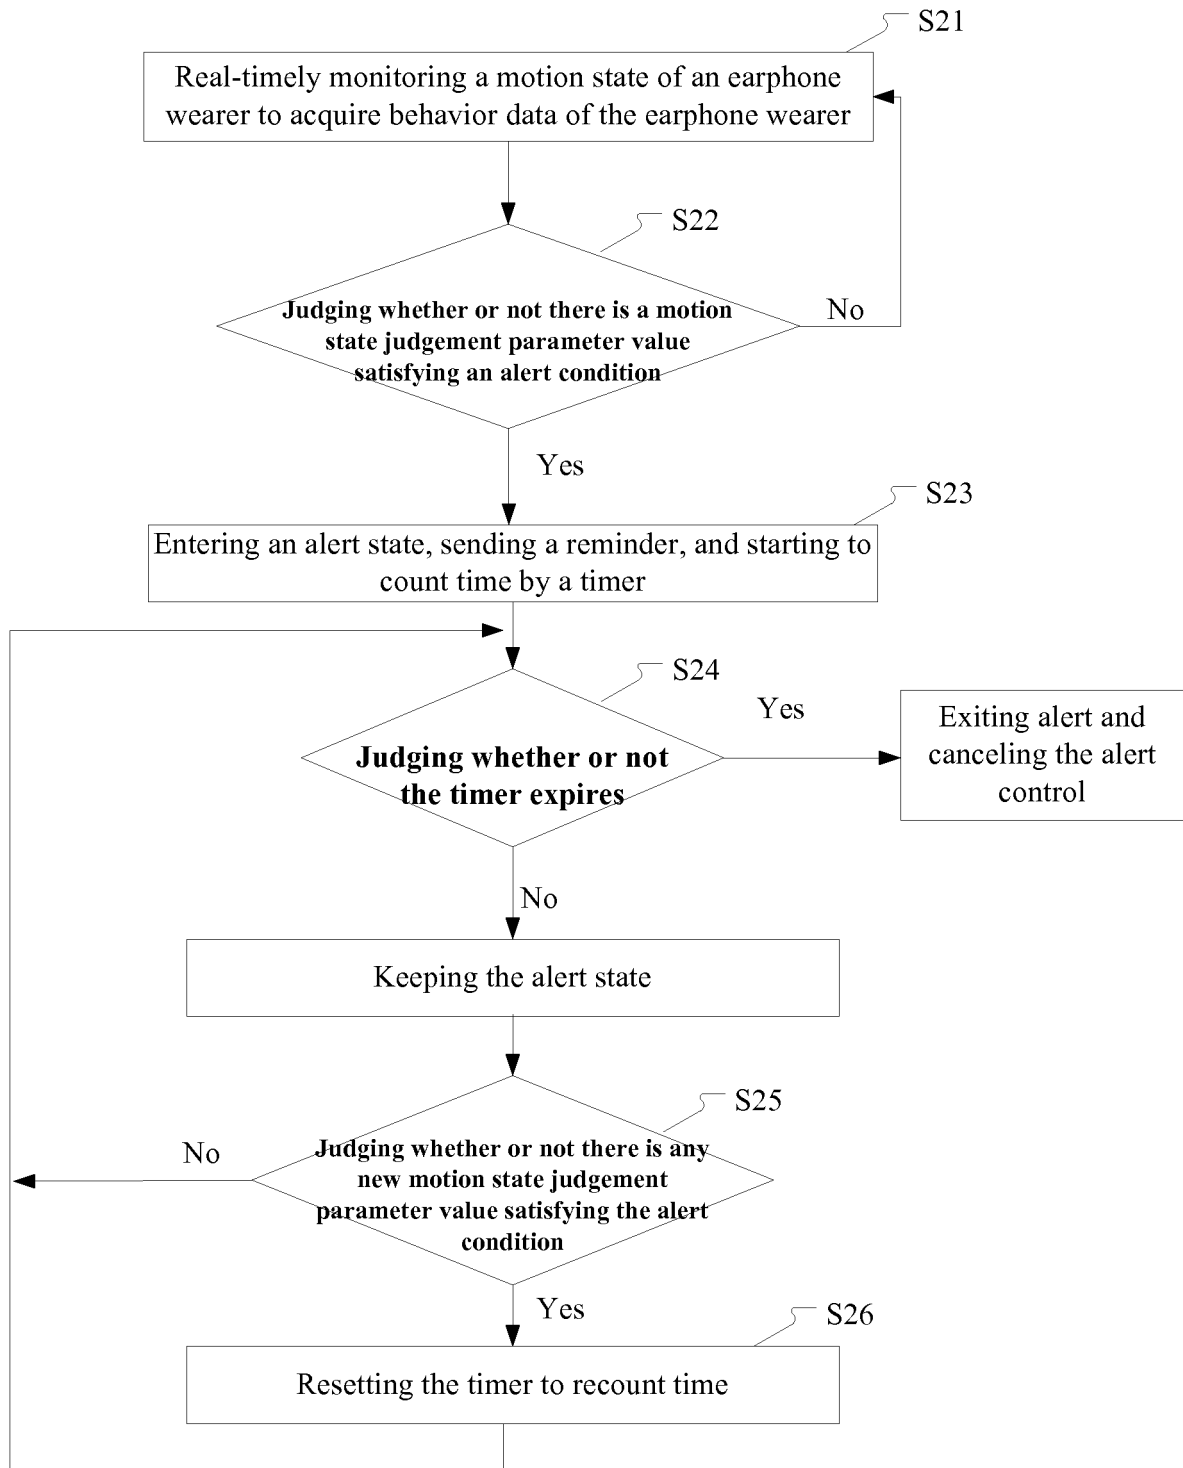 S21
Real-timely monitoring a motion state of an earphone
wearer to acquire behavior data of the earphone wearer
S22
Judging whether or not there is a motion
state judgement parameter value
satisfying an alert condition
No
Yes
S23
Entering an alert state, sending a reminder, and starting to
count time by a timer
S24
Judging whether or not
the timer expires
Yes
Exiting alert and
canceling the alert
control
No
Keeping the alert state
S25
Judging whether or not there is any
new motion state judgement
parameter value satisfying the alert
condition
No
Yes
S26
Resetting the timer to recount time